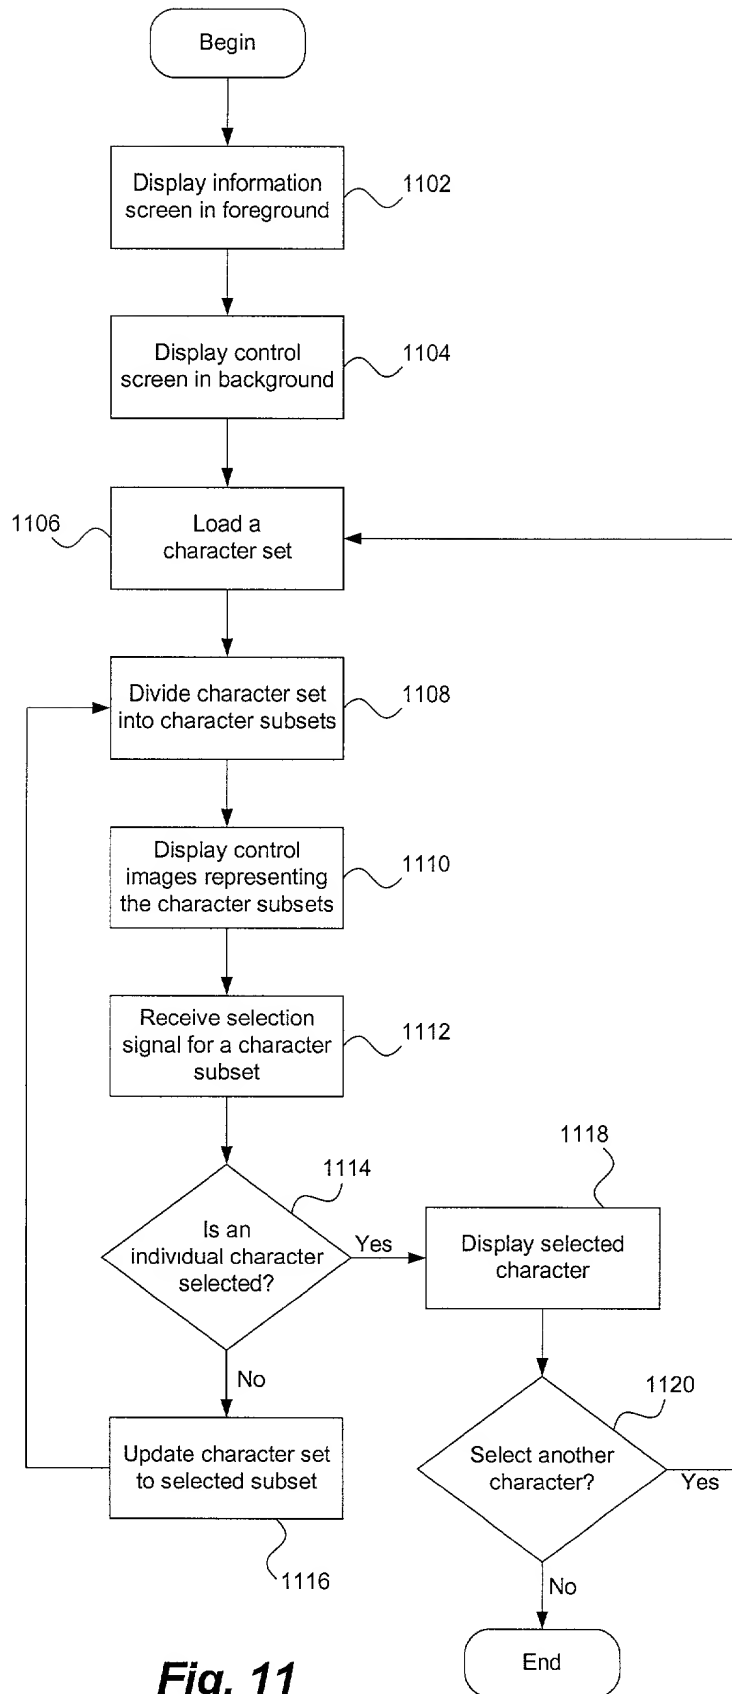 Begin
Display information
screen in foreground
1102
Display control
screen in background
1104
1106
Load a
character set
Divide character set
into character subsets
1108
Display control
images representing
the character subsets
1110
Receive selection
signal for a character
subset
1112
1114
Is an
individual character
selected?
Yes
1118
Display selected
character
No
Update character set
to selected subset
1116
1120
Select another
character?
Yes
No
End
Fig. 11